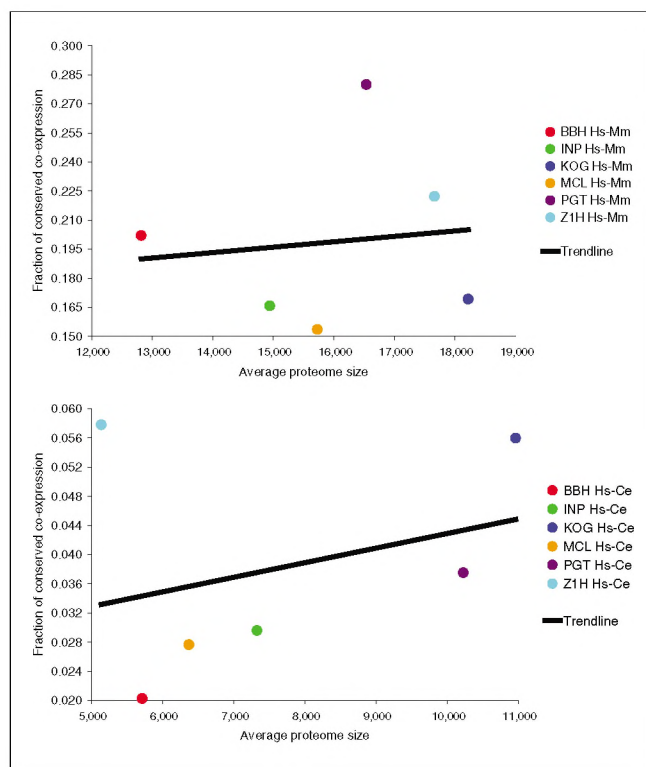 0.300
0.285
0.270
0.255
0.240
0.225
0.210
0.195
0.180
0.165
0.150
Fraction of conserved co-expression
12,000 13,000 14,000 15,000 16,000 17,000 18,000 19,000
Average proteome size
BBH Hs-Mm
INP Hs-Mm
KOG Hs-Mm
MCL Hs-Mm
PGT Hs-Mm
Z1H Hs-Mm
Trendline
0.060
0.056
0.052
0.048
0.044
0.040
0.036
0.032
0.028
0.024
0.020
Fraction of conserved co-expression
5,000 6,000 7,000 8,000 9,000 10,000 11,000
Average proteome size
BBH Hs-Ce
INP Hs-Ce
KOG Hs-Ce
MCL Hs-Ce
PGT Hs-Ce
Z1H Hs-Ce
Trendline